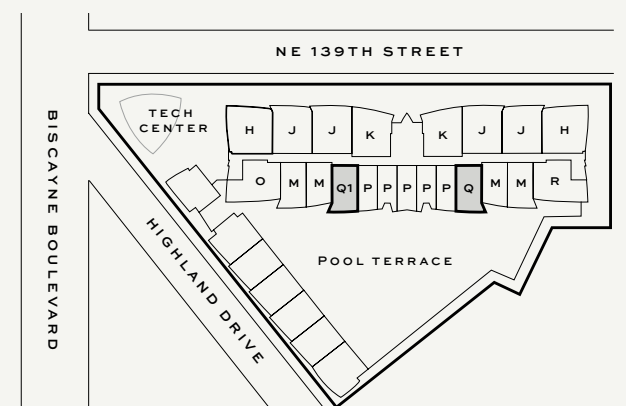 NE 139TH STREET
BISCAYNE BOULEVARD
TECH
CENTER
H J J K K J J H
O M M Q1 P P P P P Q M M R
HIGHLAND DRIVE
POOL TERRACE